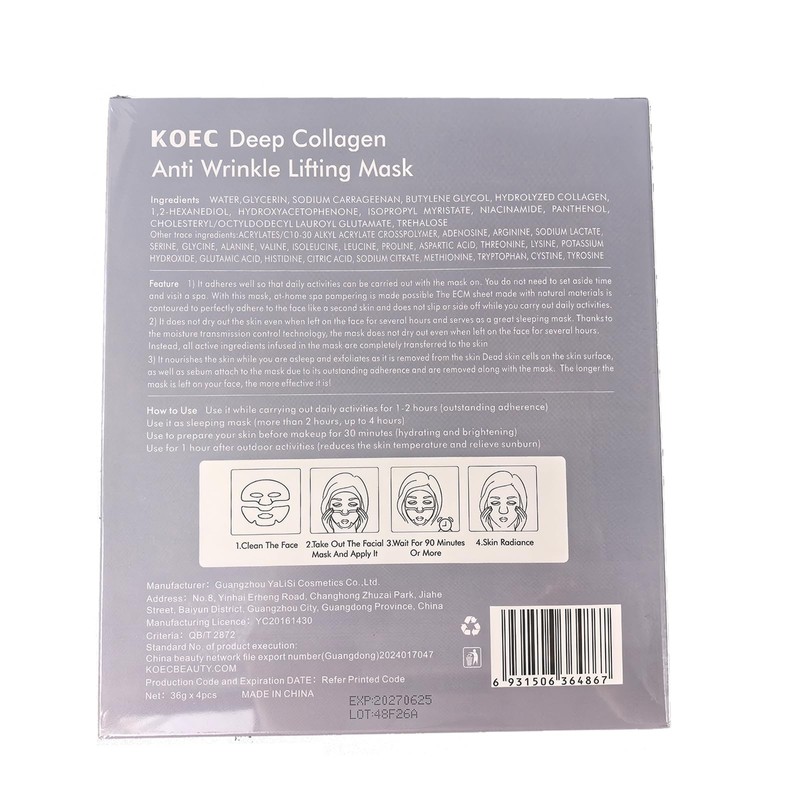 KOEC Deep Collagen
Anti Wrinkle Lifting Mask
Ingredients WATER,GLYCERIN, SODIUM CARRAGEENAN, BUTYLENE GLYCOL, HYDROLYZED COLLAGEN,
1,2-HEXANEDIOL, HYDROXYACETOPHENONE, ISOPROPYL MYRISTATE, NIACINAMIDE, PANTHENOL,
CHOLESTERYL/OCTYLDODECYL LAUROYL GLUTAMATE, TREHALOSE
Other trace ingredients:ACRYLATES/C10-30 ALKYL ACRYLATE CROSSPOLYMER, ADENOSINE, ARGININE, SODIUM LACTATE,
SERINE, GLYCINE, ALANINE, VALINE, ISOLEUCINE, LEUCINE, PROLINE, ASPARTIC ACID, THREONINE, LYSINE, POTASSIUM
HYDROXIDE, GLUTAMIC ACID, HISTIDINE, CITRIC ACID, SODIUM CITRATE, METHIONINE, TRYPTOPHAN, CYSTINE, TYROSINE
Feature 1) It adheres well so that daily activities can be carried out with the mask on. You do not need to set aside time
and visit a spa. With this mask, at-home spa pampering is made possible The ECM sheet made with natural materials is
contoured to perfectly adhere to the face like a second skin and does not slip or side off while you carry out daily activities.
2) It does not dry out the skin even when left on the face for several hours and serves as a great sleeping mask. Thanks to
the moisture transmission control technology, the mask does not dry out even when left on the face for several hours.
Instead, all active ingredients infused in the mask are completely transferred to the skin
3) It nourishes the skin while you are asleep and exfoliates as it is removed from the skin Dead skin cells on the skin surface,
as well as sebum attach to the mask due to its outstanding adherence and are removed along with the mask. The longer the
mask is left on your face, the more effective it is!
How to Use Use it while carrying out daily activities for 1-2 hours (outstanding adherence)
Use it as sleeping mask (more than 2 hours, up to 4 hours)
Use to prepare your skin before makeup for 30 minutes (hydrating and brightening)
Use for 1 hour after outdoor activities (reduces the skin temperature and relieve sunburn)
1.Clean The Face
2.Take Out The Facial
Mask And Apply It
3.Wait For 90 Minutes
Or More
4.Skin Radiance
Manufacturer: Guangzhou YaLiSi Cosmetics Co.,Ltd.
Address: No.8, Yinhai Erheng Road, Changhong Zhuzai Park, Jiahe
Street, Baiyun District, Guangzhou City, Guangdong Province, China
Manufacturing Licence: YC20161430
Criteria: QB/T 2872
Standard No. of product execution:
China beauty network file export number(Guangdong)2024017047
KOECBEAUTY.COM
Production Code and Expiration DATE: Refer Printed Code
Net: 36g x 4pcs MADE IN CHINA
EXP:20270625
LOT:48F26A
6 931506 364867